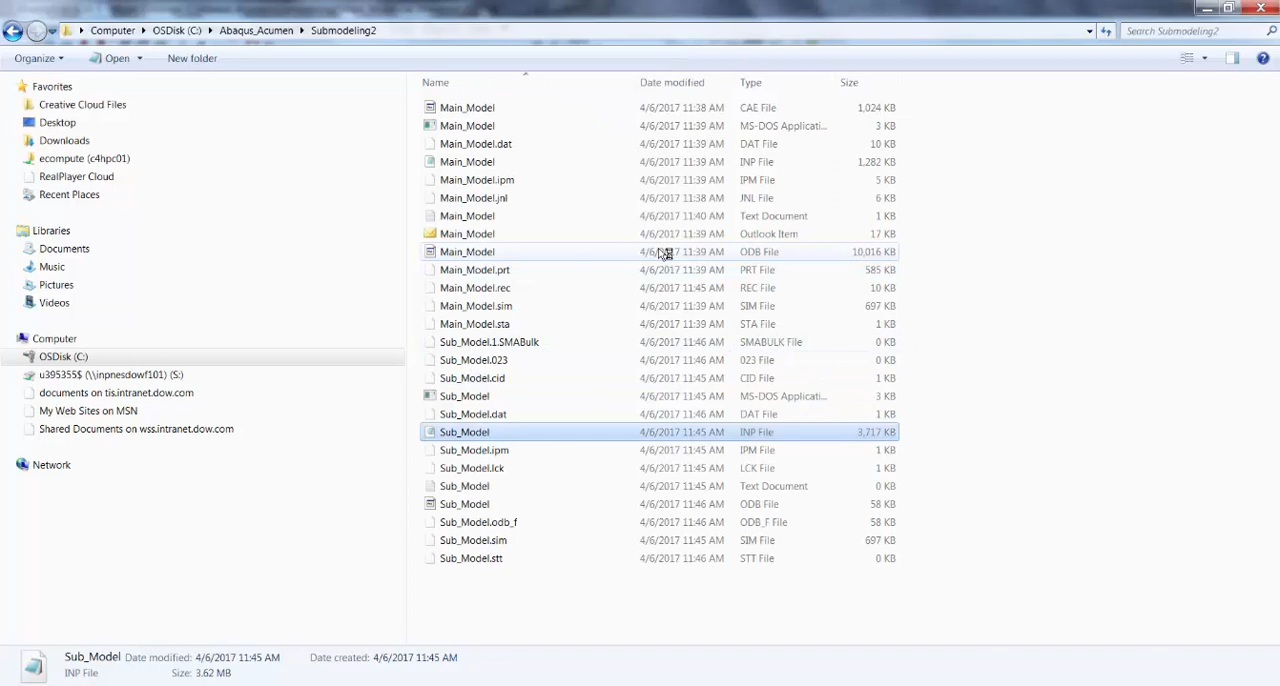 Computer OSDisk (C:) Abaqus_Acumen Submodeling2 Search Submodeling2
Organize Open New folder
Name Date modified Type Size
Favorites
Creative Cloud Files
Desktop
Downloads
ecompute (c4hpc01)
RealPlayer Cloud
Recent Places
Libraries
Documents
Music
Pictures
Videos
Computer
OSDisk (C:)
u395355$ (\\inpnesdowf101) (S:)
documents on tis.intranet.dow.com
My Web Sites on MSN
Shared Documents on wss.intranet.dow.com
Network
Main_Model 4/6/2017 11:38 AM CAE File 1,024 KB
Main_Model 4/6/2017 11:39 AM MS-DOS Applicati... 3 KB
Main_Model.dat 4/6/2017 11:39 AM DAT File 10 KB
Main_Model 4/6/2017 11:39 AM INP File 1,282 KB
Main_Model.ipm 4/6/2017 11:39 AM IPM File 5 KB
Main_Model.jnl 4/6/2017 11:38 AM JNL File 6 KB
Main_Model 4/6/2017 11:40 AM Text Document 1 KB
Main_Model 4/6/2017 11:39 AM Outlook Item 17 KB
Main_Model 4/6/2017 11:39 AM ODB File 10,016 KB
Main_Model.prt 4/6/2017 11:39 AM PRT File 585 KB
Main_Model.rec 4/6/2017 11:45 AM REC File 10 KB
Main_Model.sim 4/6/2017 11:39 AM SIM File 697 KB
Main_Model.sta 4/6/2017 11:39 AM STA File 1 KB
Sub_Model.1.SMABulk 4/6/2017 11:46 AM SMABULK File 0 KB
Sub_Model.023 4/6/2017 11:46 AM 023 File 0 KB
Sub_Model.cid 4/6/2017 11:45 AM CID File 1 KB
Sub_Model 4/6/2017 11:45 AM MS-DOS Applicati... 3 KB
Sub_Model.dat 4/6/2017 11:46 AM DAT File 1 KB
Sub_Model 4/6/2017 11:45 AM INP File 3,717 KB
Sub_Model.ipm 4/6/2017 11:45 AM IPM File 1 KB
Sub_Model.lck 4/6/2017 11:45 AM LCK File 1 KB
Sub_Model 4/6/2017 11:45 AM Text Document 0 KB
Sub_Model 4/6/2017 11:46 AM ODB File 58 KB
Sub_Model.odb_f 4/6/2017 11:46 AM ODB_F File 58 KB
Sub_Model.sim 4/6/2017 11:45 AM SIM File 697 KB
Sub_Model.stt 4/6/2017 11:46 AM STT File 0 KB
Sub_Model Date modified: 4/6/2017 11:45 AM Date created: 4/6/2017 11:45 AM
INP File Size: 3.62 MB